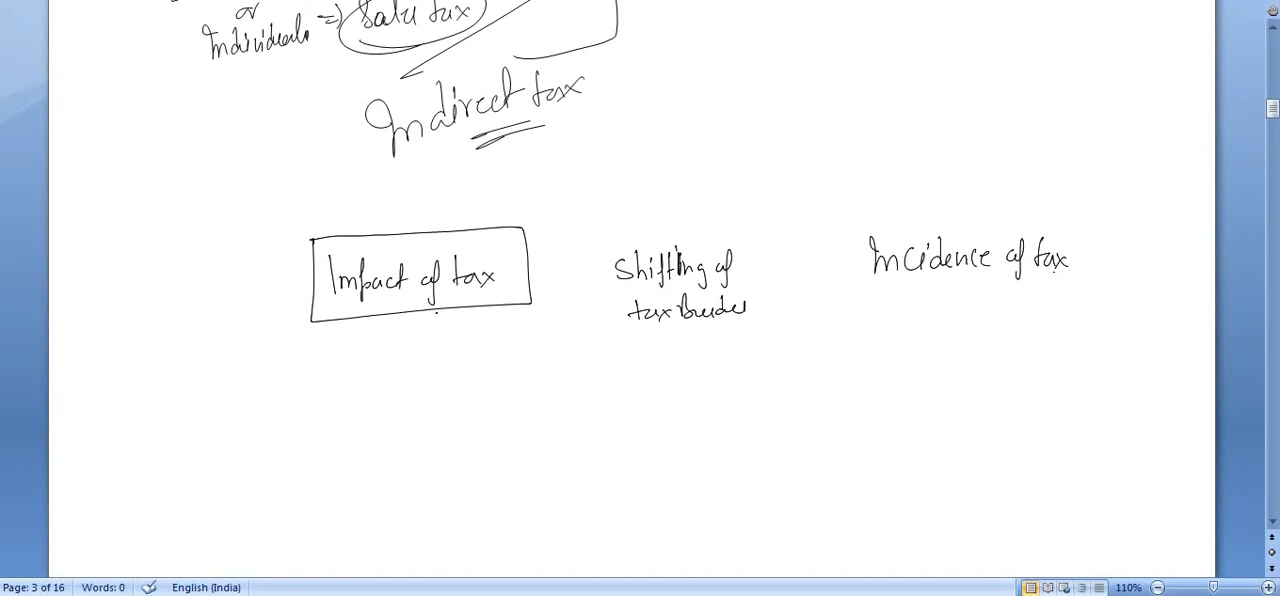 or
Individuals => Sales tax
Indirect tax
Impact of tax
Shifting of
tax Burden
Incidence of tax
Page: 3 of 16 Words: 0 English (India) 110%